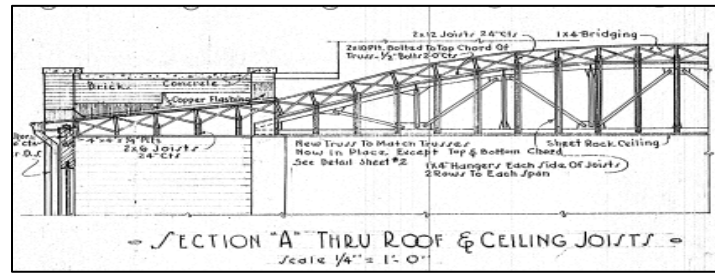 2x12 Joists 24"Cts
1x4 Bridging
2x10 Plt. Bolted To Top Chord Of
Truss-½" Bolts 2'-0"Cts
Brick
Concrete
Copper Flashing
2x6 Joists
24"Cts
New Truss To Match Trusses
Now in Place, Except Top & Bottom Chord
See Detail Sheet #2
Sheet Rock Ceiling
1x4 Hangers Each Side Of Joists
2 Rows To Each Span
SECTION "A" THRU ROOF & CEILING JOISTS
Scale ¼" = 1'-0"